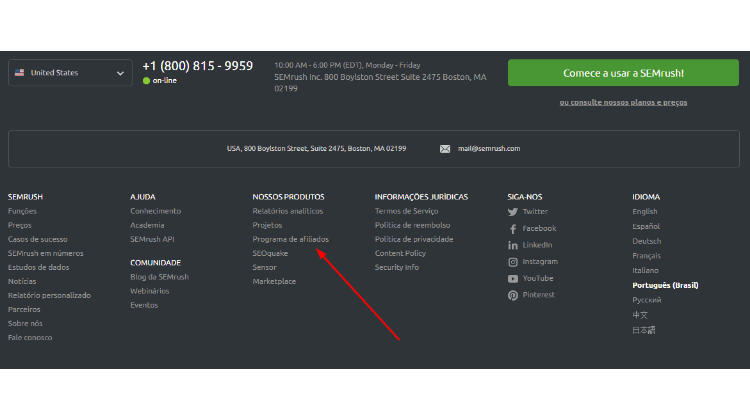 United States
+1 (800) 815 - 9959
on-line
10:00 AM - 6:00 PM (EDT), Monday - Friday
SEMrush Inc. 800 Boylston Street Suite 2475 Boston, MA
02199
Comece a usar a SEMrush!
ou consulte nossos planos e preços
USA, 800 Boylston Street, Suite 2475, Boston, MA 02199
mail@semrush.com
SEMRUSH
Funções
Preços
Casos de sucesso
SEMrush em números
Estudos de dados
Notícias
Relatório personalizado
Parceiros
Sobre nós
Fale conosco
AJUDA
Conhecimento
Academia
SEMrush API
COMUNIDADE
Blog da SEMrush
Webinários
Eventos
NOSSOS PRODUTOS
Relatórios analíticos
Projetos
Programa de afiliados
SEOquake
Sensor
Marketplace
INFORMAÇÕES JURÍDICAS
Termos de Serviço
Política de reembolso
Política de privacidade
Content Policy
Security Info
SIGA-NOS
Twitter
Facebook
LinkedIn
Instagram
YouTube
Pinterest
IDIOMA
English
Español
Deutsch
Français
Italiano
Português (Brasil)
Русский
中文
日本語